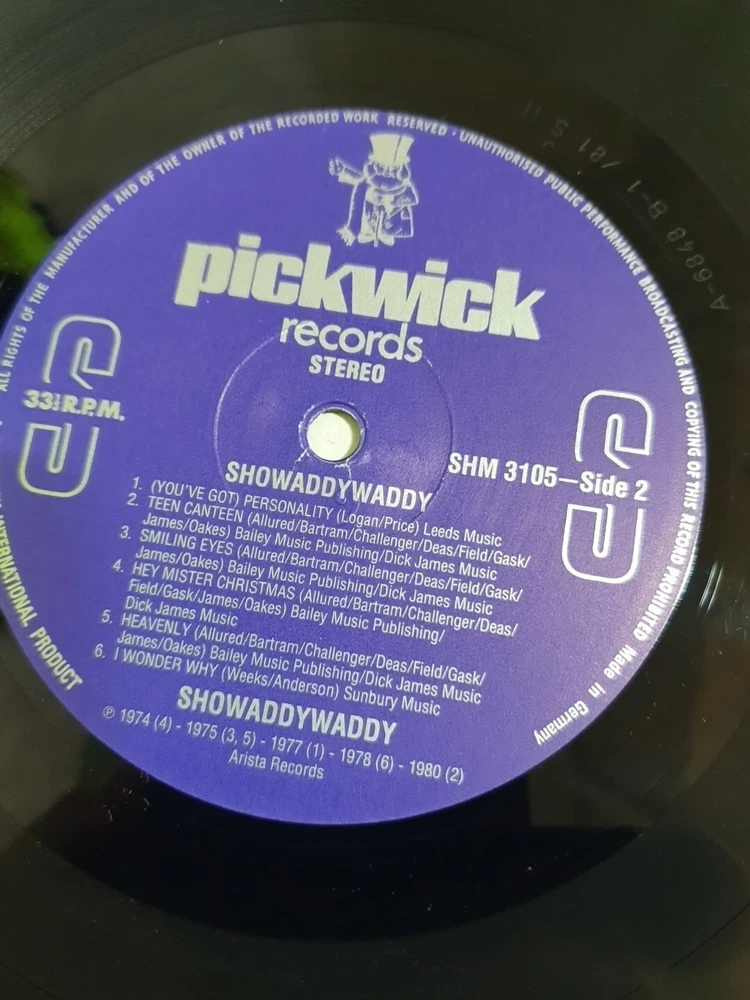 ALL RIGHTS OF THE MANUFACTURER AND OF THE OWNER OF THE RECORDED WORK RESERVED · UNAUTHORISED PUBLIC PERFORMANCE BROADCASTING AND COPYING OF THIS RECORD PROHIBITED Made in Germany
INTERNATIONAL PRODUCT
A-6848 B-1 /81 S
pickwick
records
STEREO
33⅓ R.P.M.
SHM 3105–Side 2
SHOWADDYWADDY
1. (YOU'VE GOT) PERSONALITY (Logan/Price) Leeds Music
2. TEEN CANTEEN (Allured/Bartram/Challenger/Deas/Field/Gask/
James/Oakes) Bailey Music Publishing/Dick James Music
3. SMILING EYES (Allured/Bartram/Challenger/Deas/Field/Gask/
James/Oakes) Bailey Music Publishing/Dick James Music
4. HEY MISTER CHRISTMAS (Allured/Bartram/Challenger/Deas/
Field/Gask/James/Oakes) Bailey Music Publishing/
Dick James Music
5. HEAVENLY (Allured/Bartram/Challenger/Deas/Field/Gask/
James/Oakes) Bailey Music Publishing/Dick James Music
6. I WONDER WHY (Weeks/Anderson) Sunbury Music
SHOWADDYWADDY
℗ 1974 (4) - 1975 (3, 5) - 1977 (1) - 1978 (6) - 1980 (2)
Arista Records